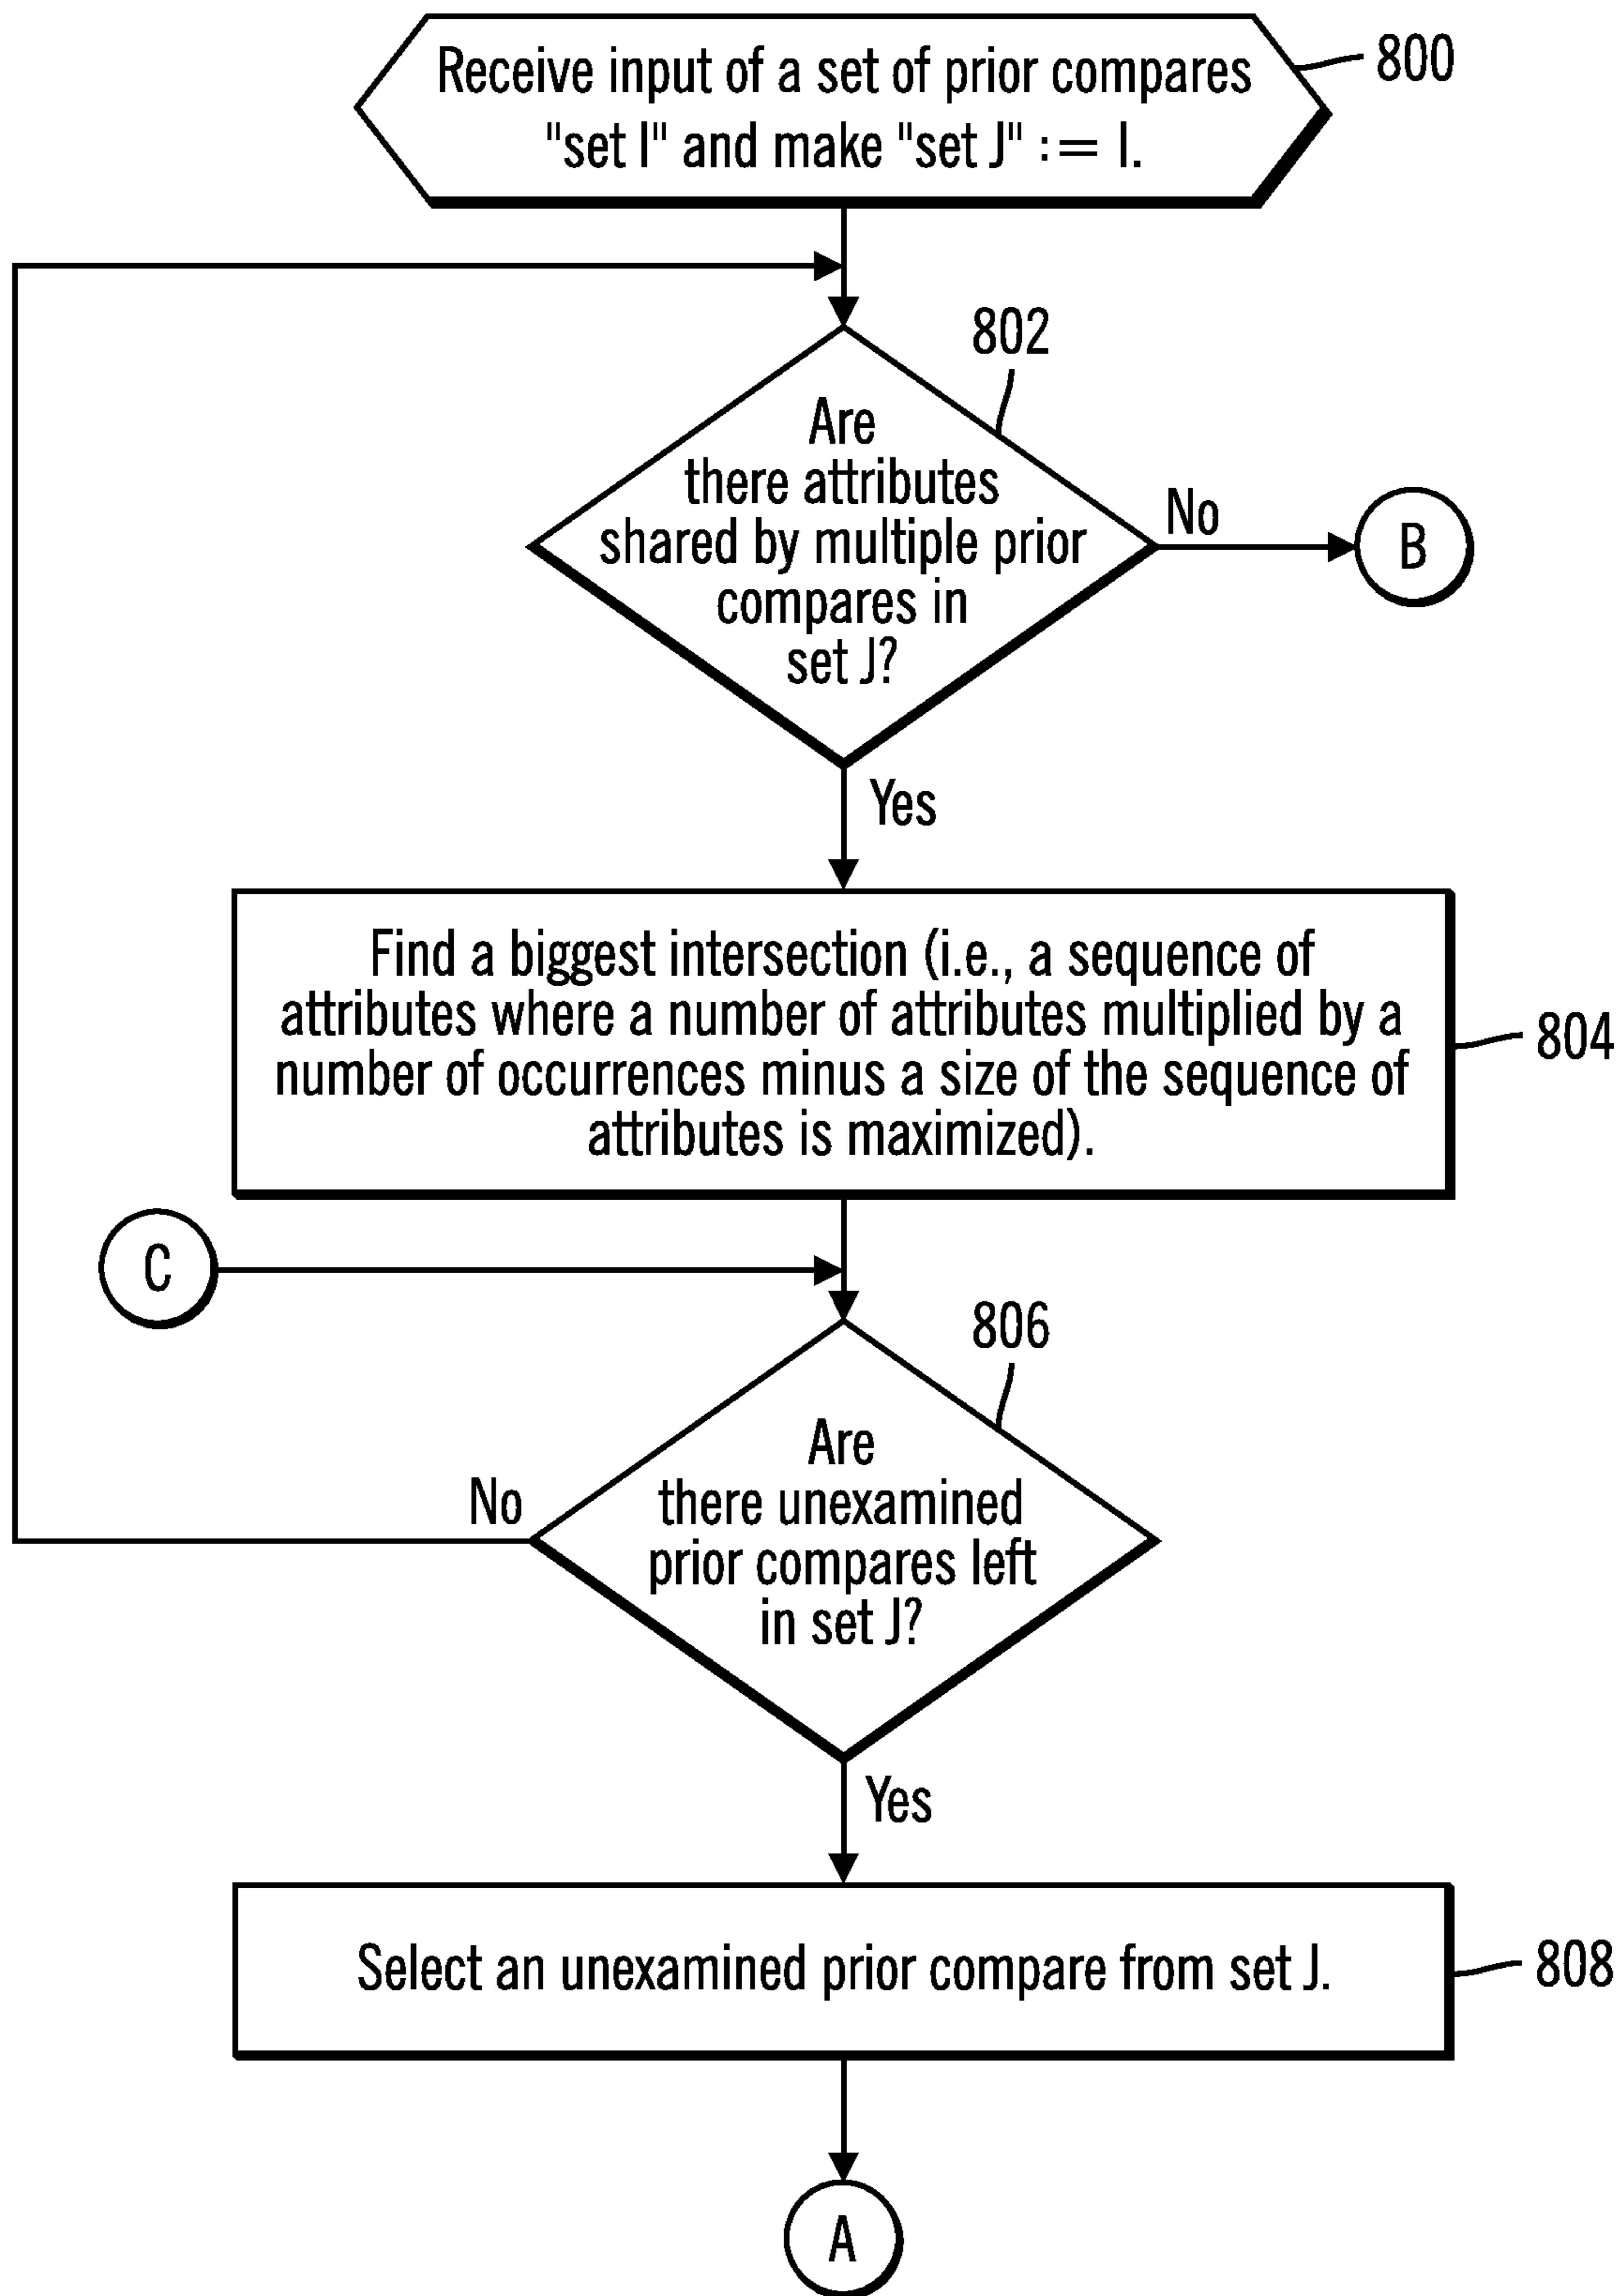 Receive input of a set of prior compares
"set I" and make "set J" := I.
800
802
Are
there attributes
shared by multiple prior
compares in
set J?
No
B
Yes
Find a biggest intersection (i.e., a sequence of
attributes where a number of attributes multiplied by a
number of occurrences minus a size of the sequence of
attributes is maximized).
804
C
806
Are
there unexamined
prior compares left
in set J?
No
Yes
Select an unexamined prior compare from set J.
808
A